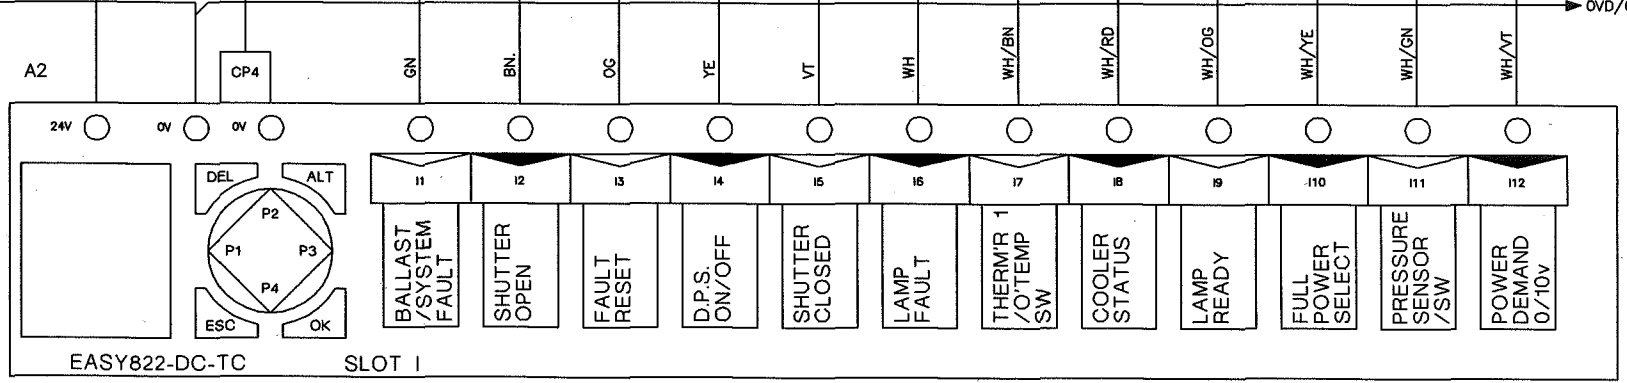 OVD/
A2
CP4
GN
BN.
OG
YE
VT
WH
WH/BN
WH/RD
WH/OG
WH/YE
WH/GN
WH/VT
24V
0V
0V
DEL
ALT
P2
P1
P3
P4
ESC
OK
I1
I2
I3
I4
I5
I6
I7
I8
I9
I10
I11
I12
BALLAST
/SYSTEM
FAULT
SHUTTER
OPEN
FAULT
RESET
D.P.S.
ON/OFF
SHUTTER
CLOSED
LAMP
FAULT
THERM'R 1
/O'TEMP
SW
COOLER
STATUS
LAMP
READY
FULL
POWER
SELECT
PRESSURE
SENSOR
/SW
POWER
DEMAND
0/10v
EASY822-DC-TC
SLOT I